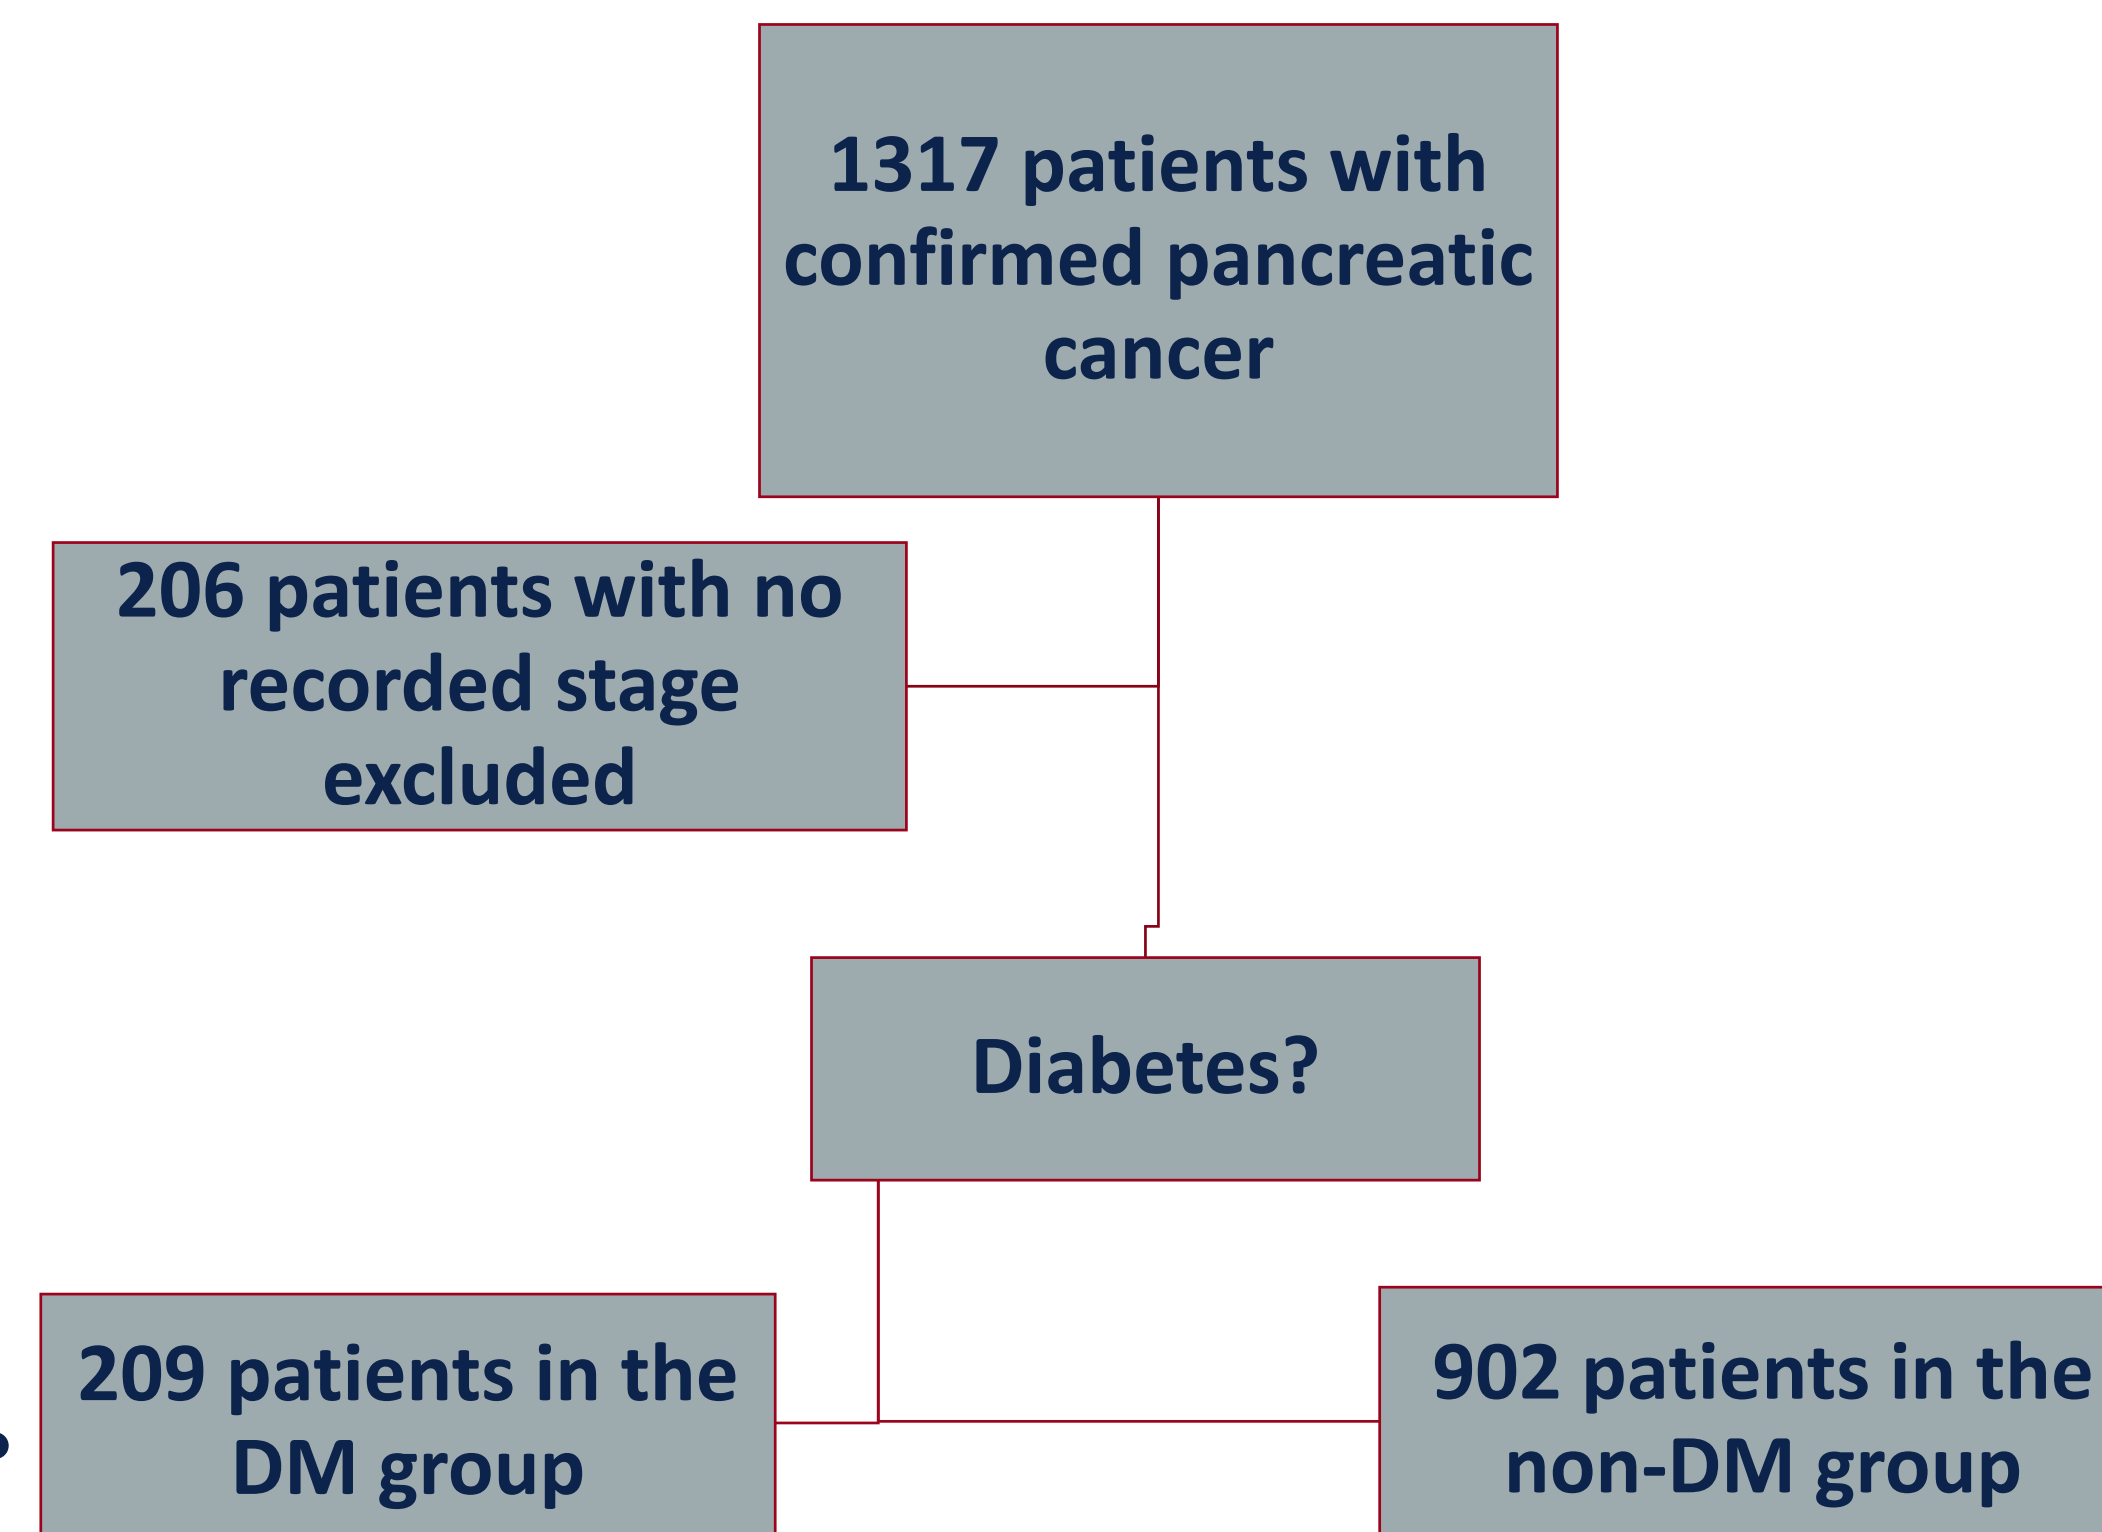 1317 patients with
confirmed pancreatic
cancer
206 patients with no
recorded stage
excluded
Diabetes?
209 patients in the
DM group
902 patients in the
non-DM group